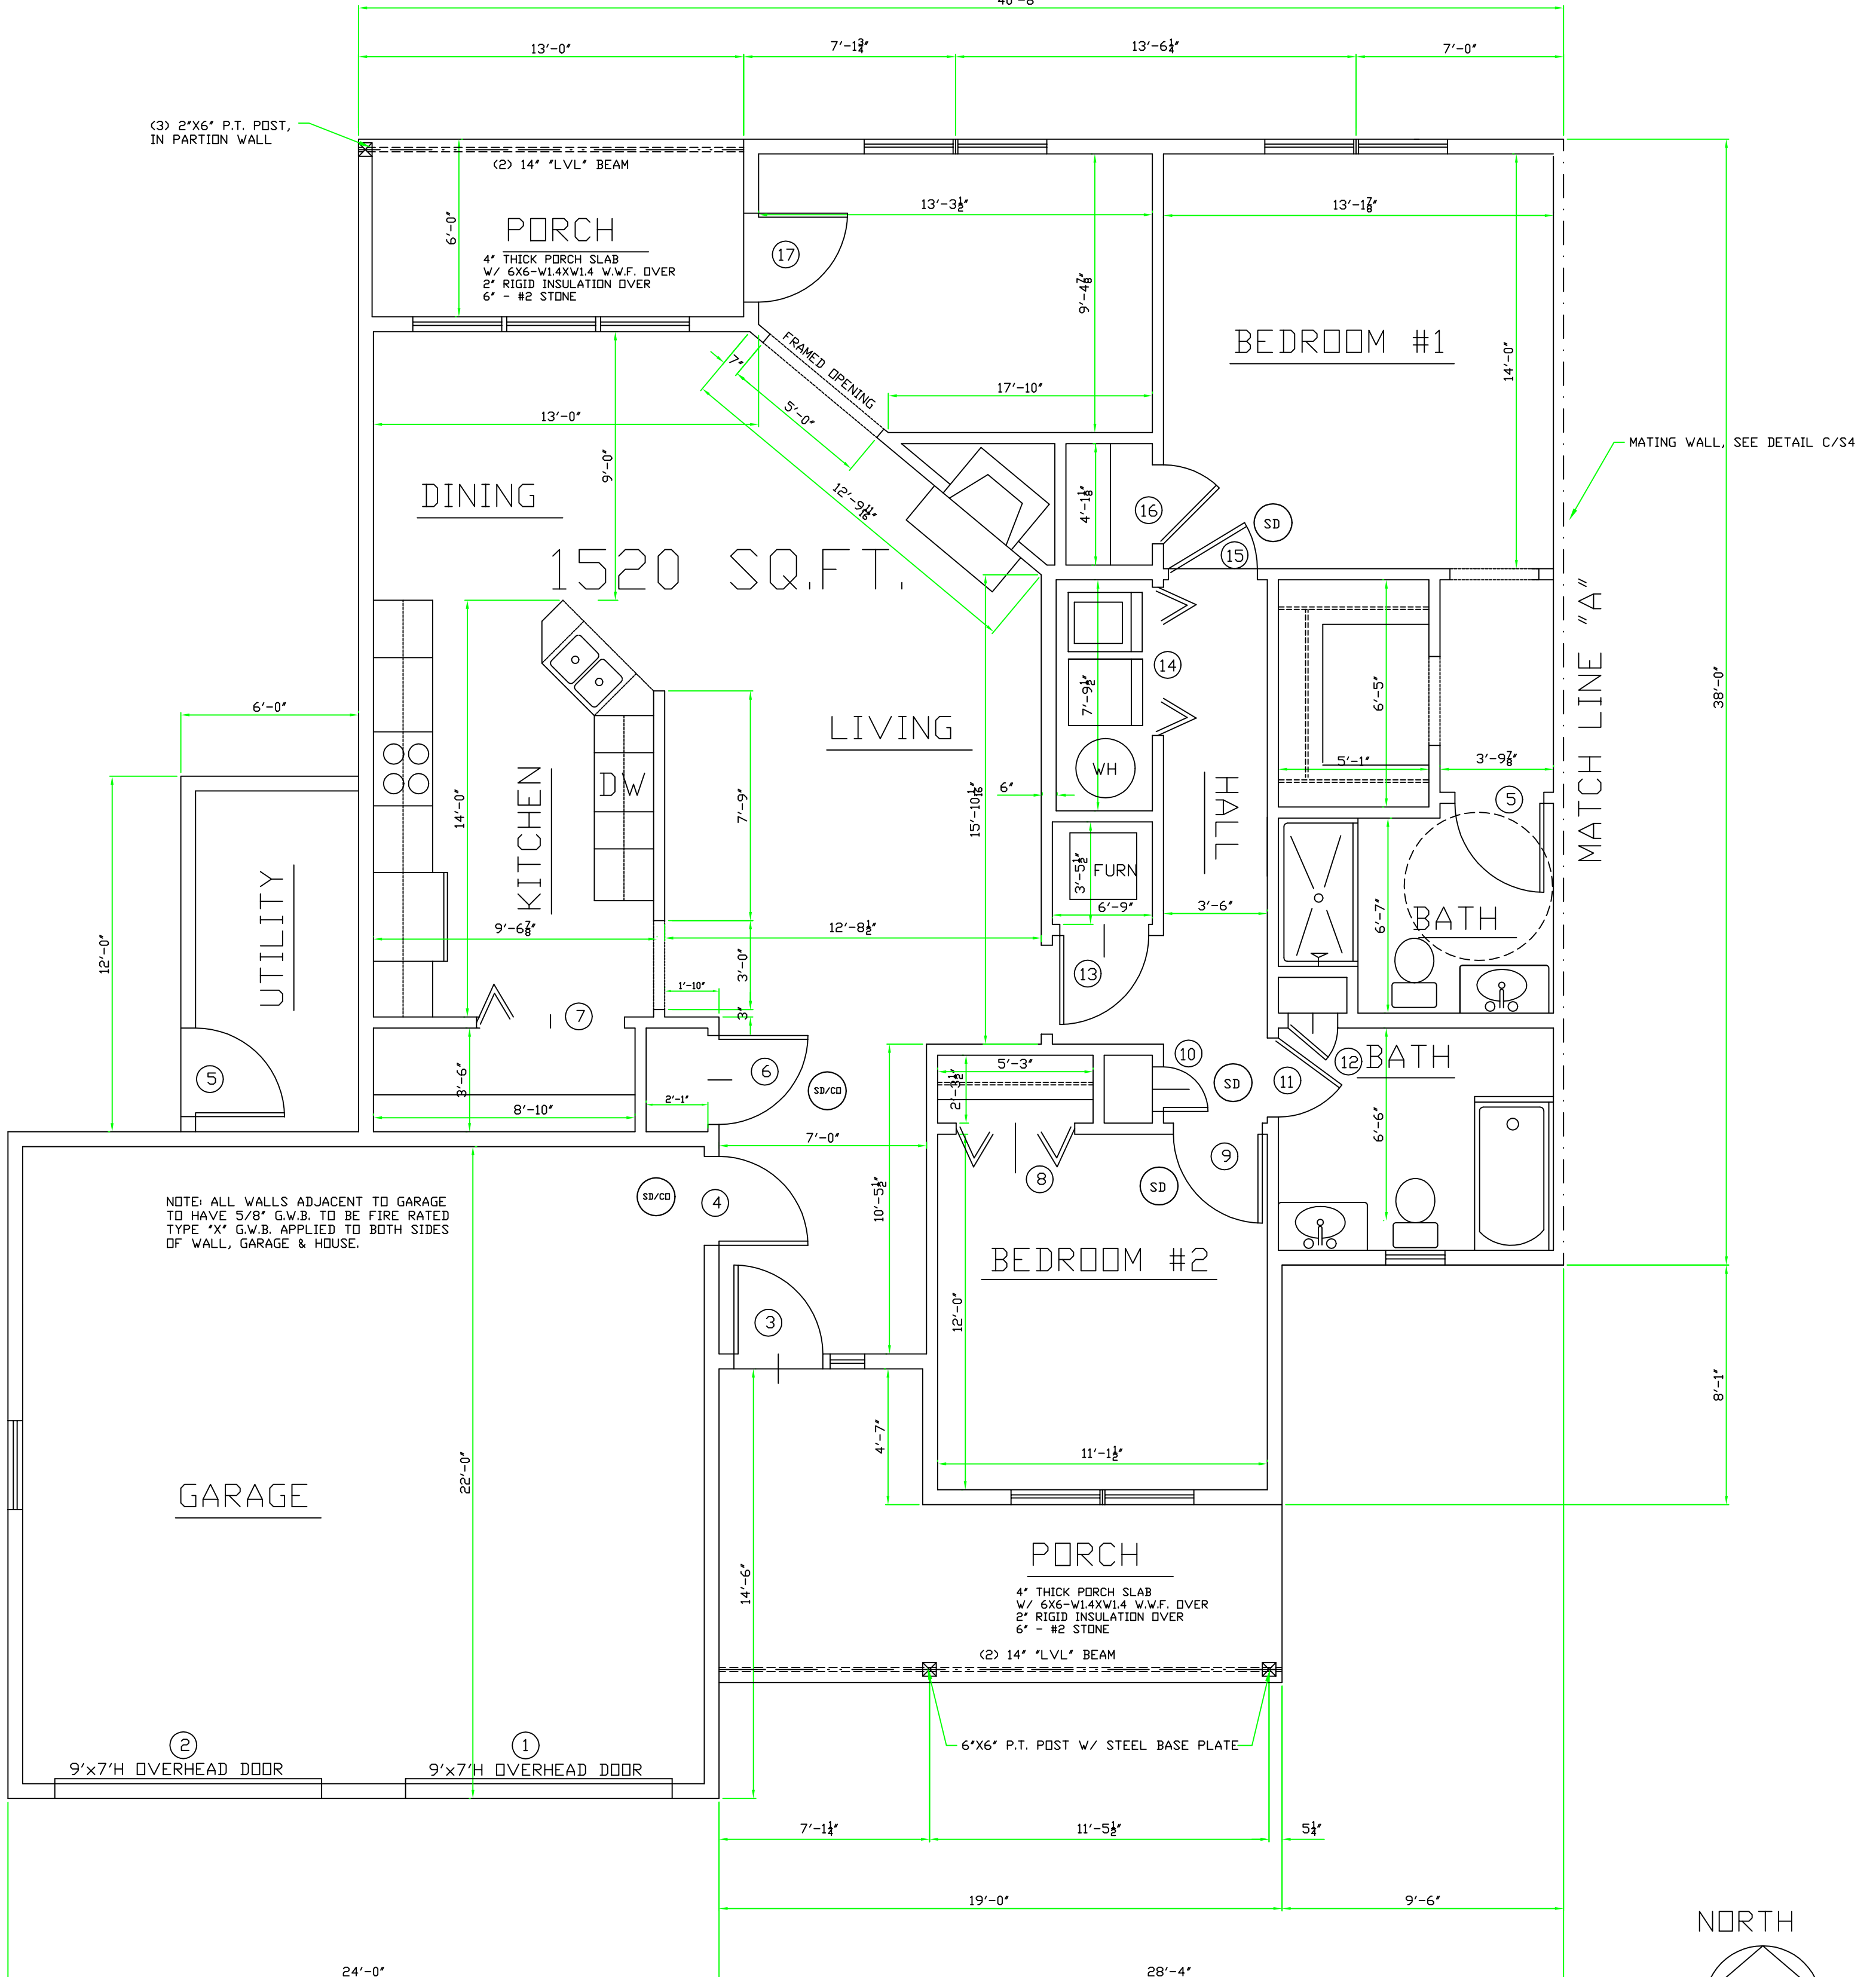 40'-8"
13'-0"
7'-1 3/4"
13'-6 1/4"
7'-0"
(3) 2"X6" P.T. POST,
IN PARTION WALL
(2) 14" "LVL" BEAM
PORCH
4" THICK PORCH SLAB
W/ 6X6-W1.4XW1.4 W.W.F. OVER
2" RIGID INSULATION OVER
6" - #2 STONE
6'-0"
17
13'-3 1/2"
13'-1 7/8"
9'-4 7/8"
BEDROOM #1
14'-0"
FRAMED OPENING
7"
5'-0"
12'-9 11/16"
17'-10"
13'-0"
9'-0"
MATING WALL, SEE DETAIL C/S4
DINING
4'-1 1/8"
16
SD
15
1520 SQ.FT.
MATCH LINE "A"
38'-0"
14
7'-9 1/2"
6'-5"
6'-0"
LIVING
KITCHEN
DW
WH
HALL
5'-1"
3'-9 7/8"
5
14'-0"
7'-9"
15'-10 1/16"
6"
UTILITY
12'-0"
FURN
3'-5 1/2"
6'-9"
3'-6"
BATH
6'-7"
9'-6 7/8"
12'-8 1/2"
3'-0"
1'-10"
3"
13
7
5
6
SD/CO
3'-6"
8'-10"
2'-1"
5'-3"
2'-3 1/2"
10
SD
11
12
BATH
6'-6"
7'-0"
8
9
SD
SD/CO
4
10'-5 1/2"
NOTE: ALL WALLS ADJACENT TO GARAGE
TO HAVE 5/8" G.W.B. TO BE FIRE RATED
TYPE "X" G.W.B. APPLIED TO BOTH SIDES
OF WALL, GARAGE & HOUSE.
BEDROOM #2
12'-0"
3
8'-1"
4'-7"
11'-1 1/2"
GARAGE
22'-0"
14'-6"
PORCH
4" THICK PORCH SLAB
W/ 6X6-W1.4XW1.4 W.W.F. OVER
2" RIGID INSULATION OVER
6" - #2 STONE
(2) 14" "LVL" BEAM
6"X6" P.T. POST W/ STEEL BASE PLATE
2
1
9'x7'H OVERHEAD DOOR
9'x7'H OVERHEAD DOOR
7'-1 1/4"
11'-5 1/2"
5 1/4"
19'-0"
9'-6"
NORTH
24'-0"
28'-4"